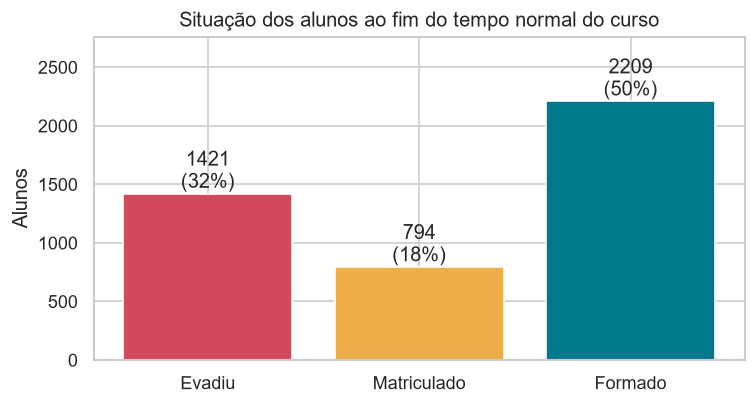 Situação dos alunos ao fim do tempo normal do curso
Alunos
2500
2000
1500
1000
500
0
1421
(32%)
794
(18%)
2209
(50%)
Evadiu
Matriculado
Formado